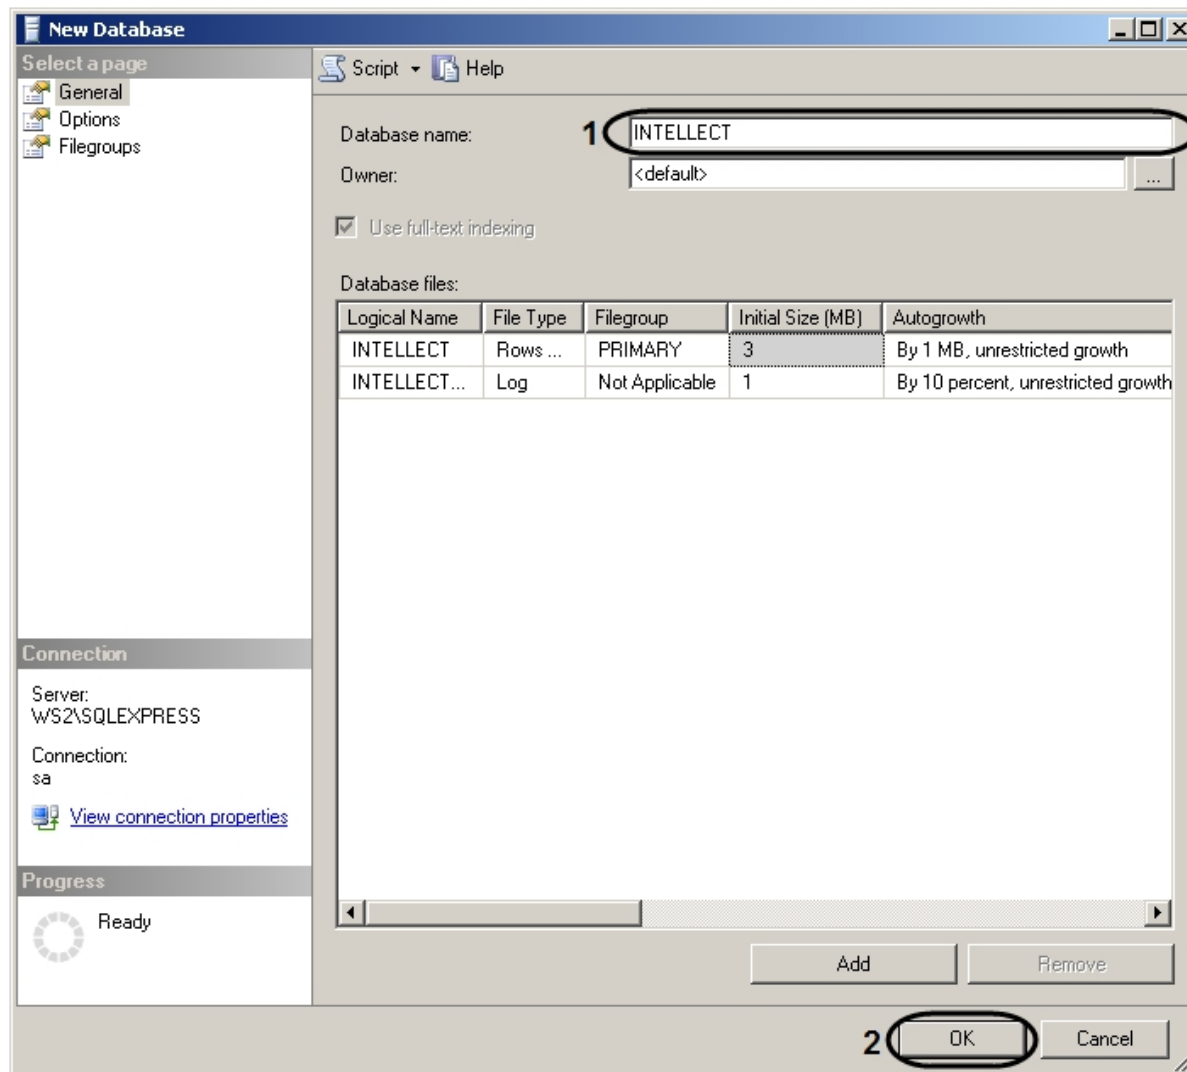 New Database
Select a page
General
Options
Filegroups
Script Help
Database name: 1 INTELLECT
Owner: <default> ...
Use full-text indexing
Database files:
Logical Name File Type Filegroup Initial Size (MB) Autogrowth
INTELLECT Rows ... PRIMARY 3 By 1 MB, unrestricted growth
INTELLECT... Log Not Applicable 1 By 10 percent, unrestricted growth
Connection
Server:
WS2\SQLEXPRESS
Connection:
sa
View connection properties
Progress
Ready
Add Remove
2 OK Cancel